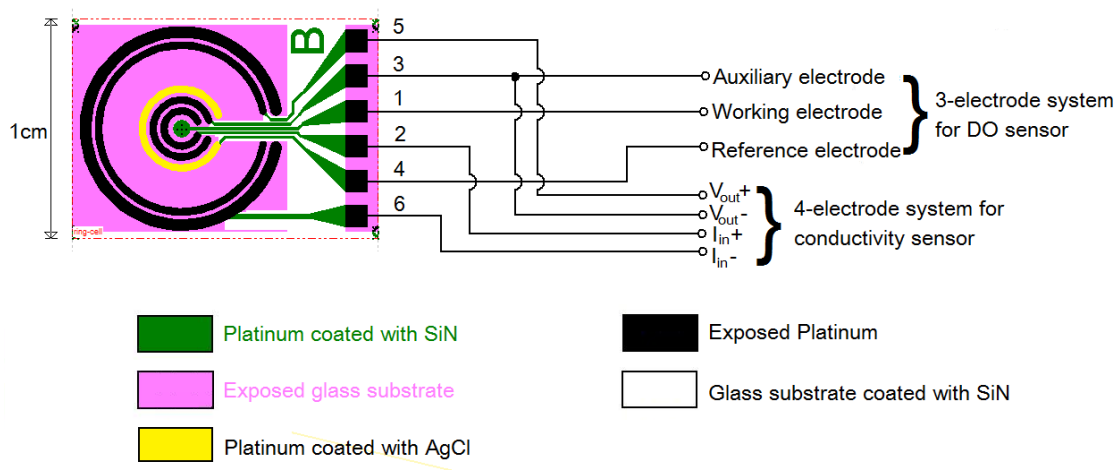 5
B
3
Auxiliary electrode
1
Working electrode
3-electrode system
for DO sensor
1cm
2
Reference electrode
4
Vout+
6
Vout-
4-electrode system for
conductivity sensor
Iin+
ring-cell
Iin-
Platinum coated with SiN
Exposed Platinum
Exposed glass substrate
Glass substrate coated with SiN
Platinum coated with AgCl